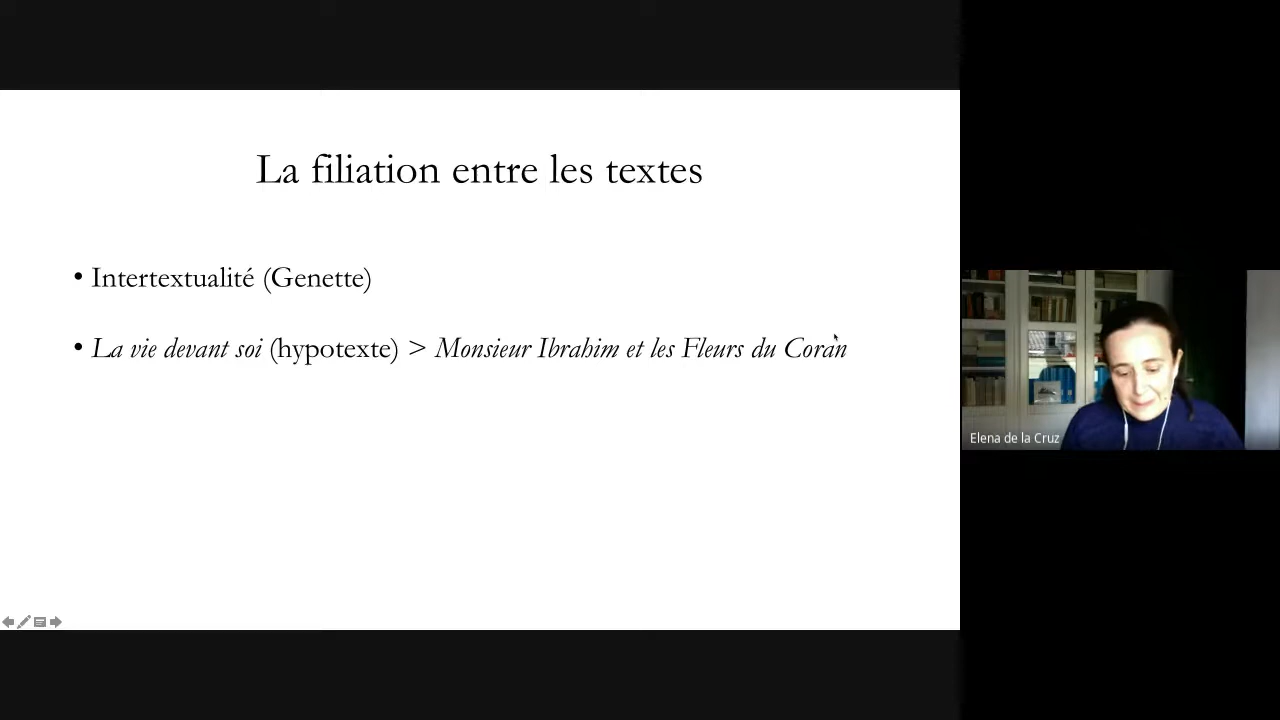 La filiation entre les textes
• Intertextualité (Genette)
• La vie devant soi (hypotexte) > Monsieur Ibrahim et les Fleurs du Coran
Elena de la Cruz